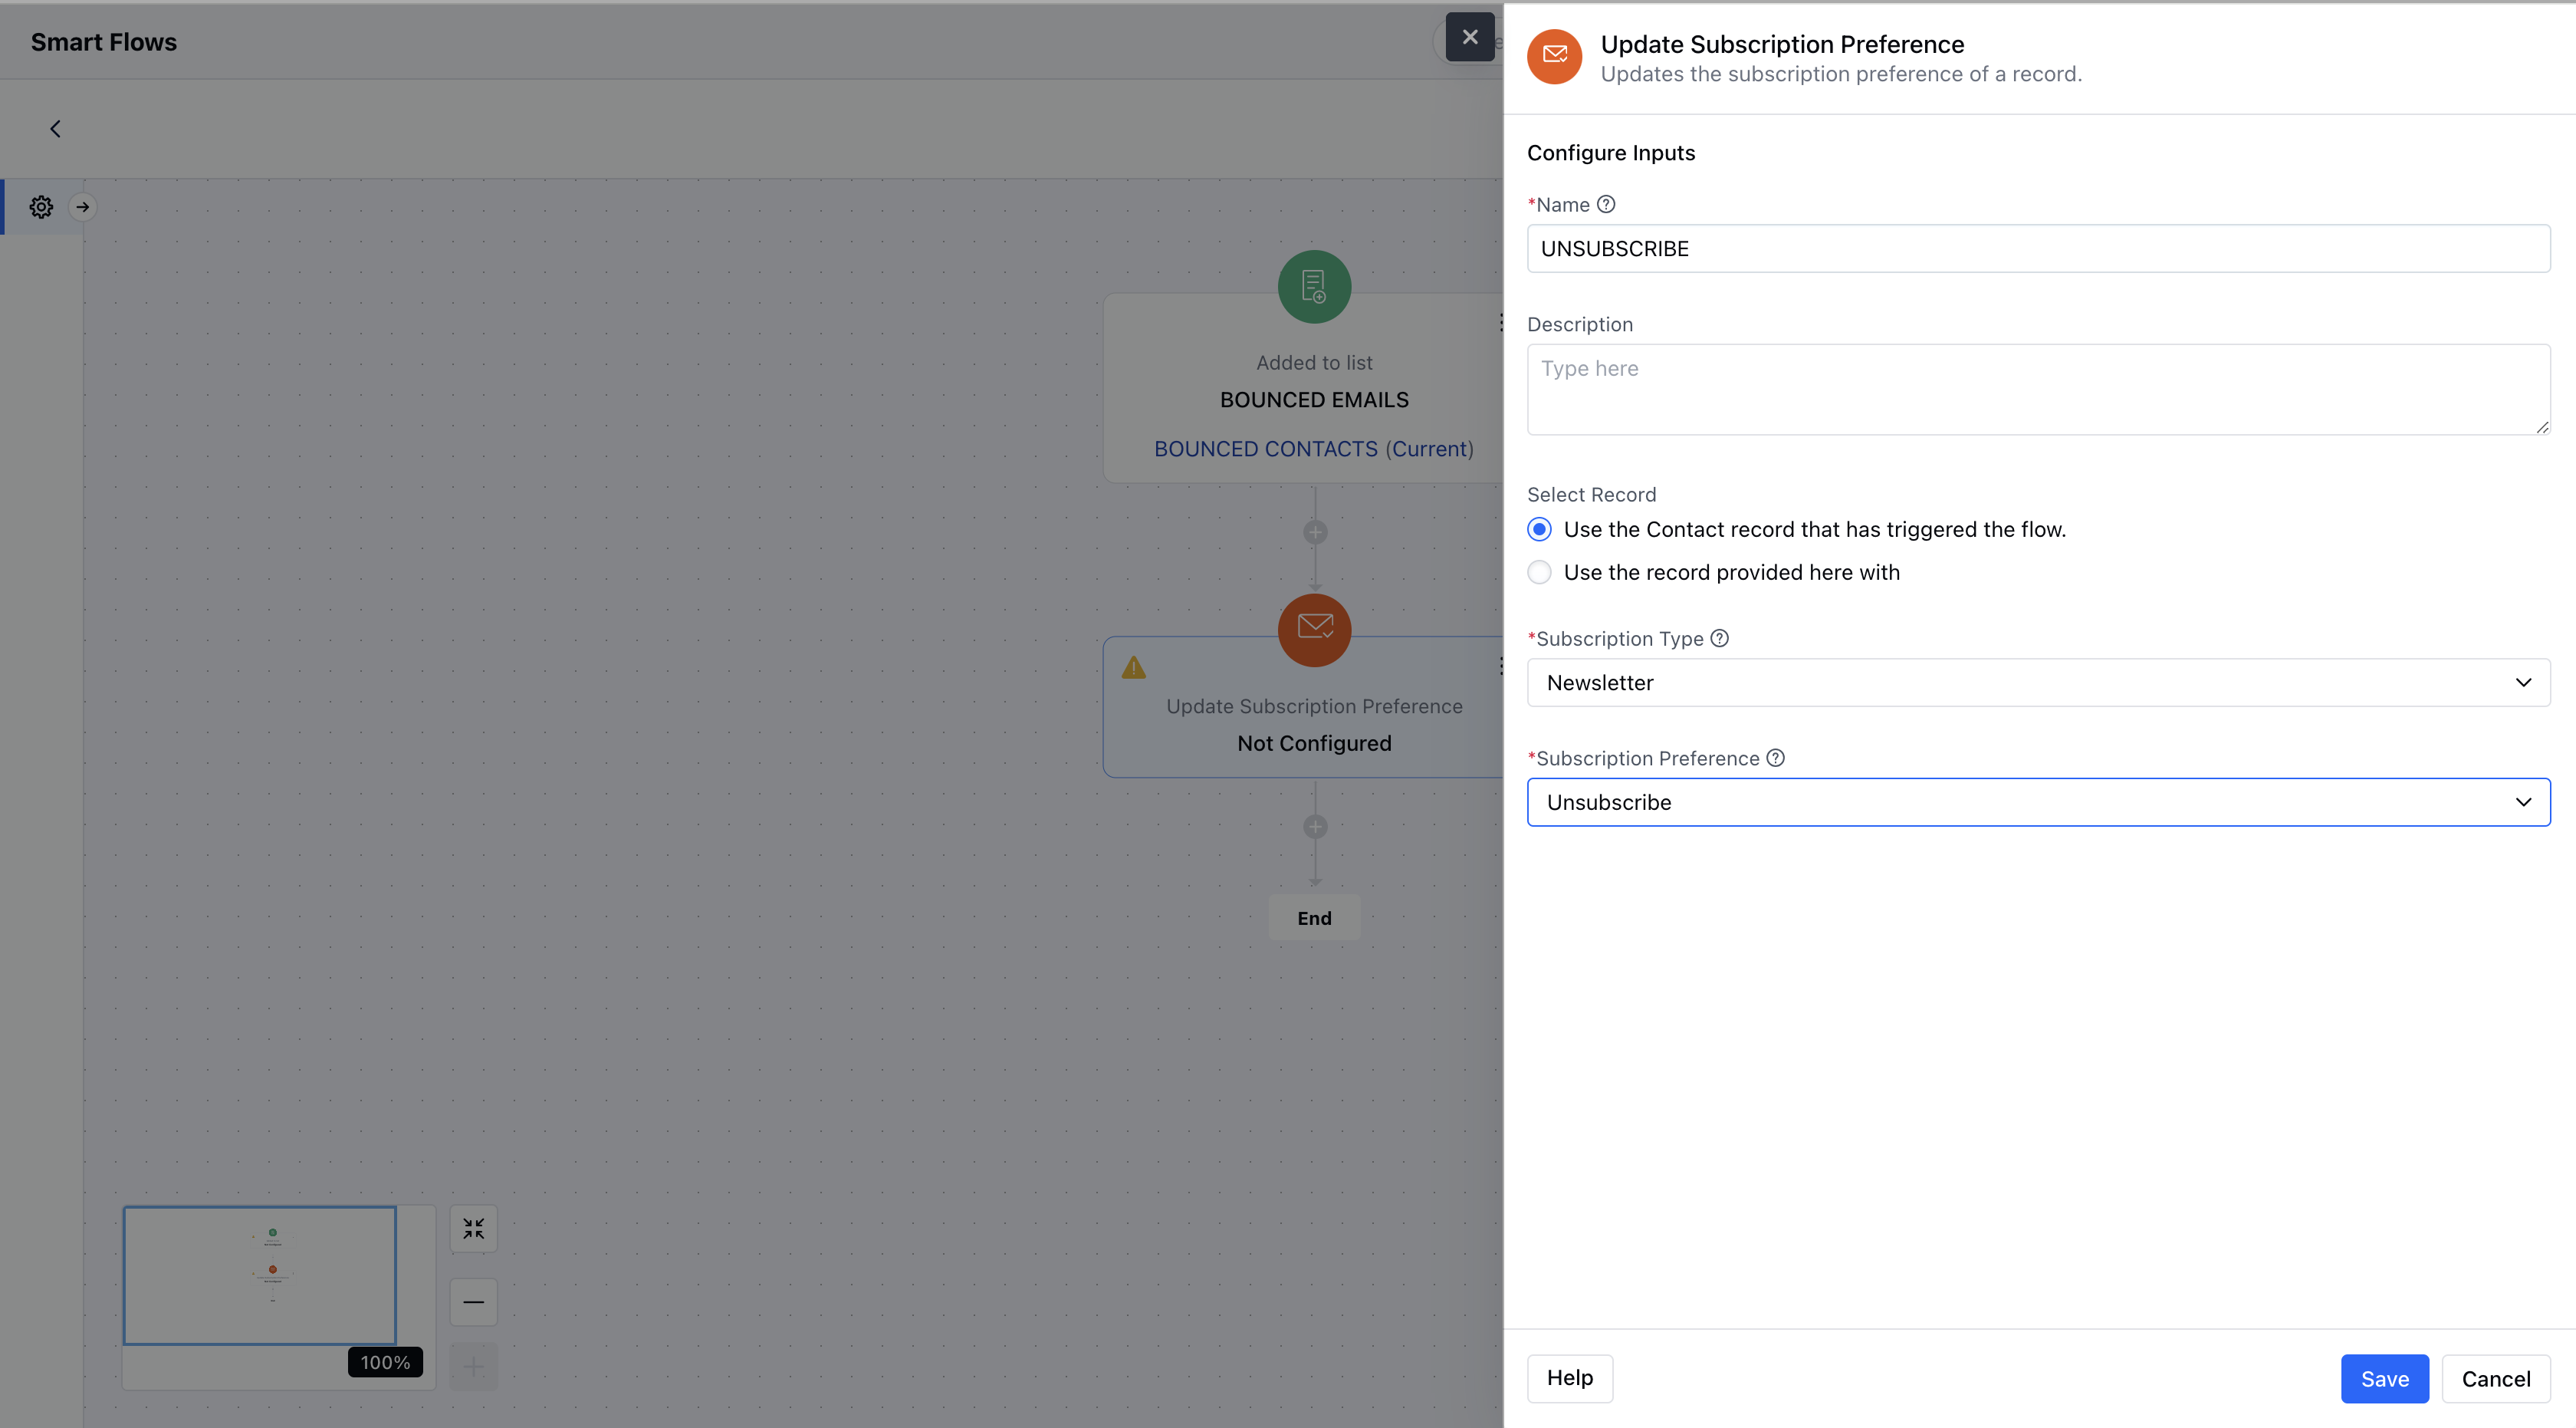 Smart Flows
Added to list
BOUNCED EMAILS
BOUNCED CONTACTS (Current)
Update Subscription Preference
Not Configured
End
100%
Update Subscription Preference
Updates the subscription preference of a record.
Configure Inputs
*Name
UNSUBSCRIBE
Description
Type here
Select Record
Use the Contact record that has triggered the flow.
Use the record provided here with
*Subscription Type
Newsletter
*Subscription Preference
Unsubscribe
Help
Save
Cancel